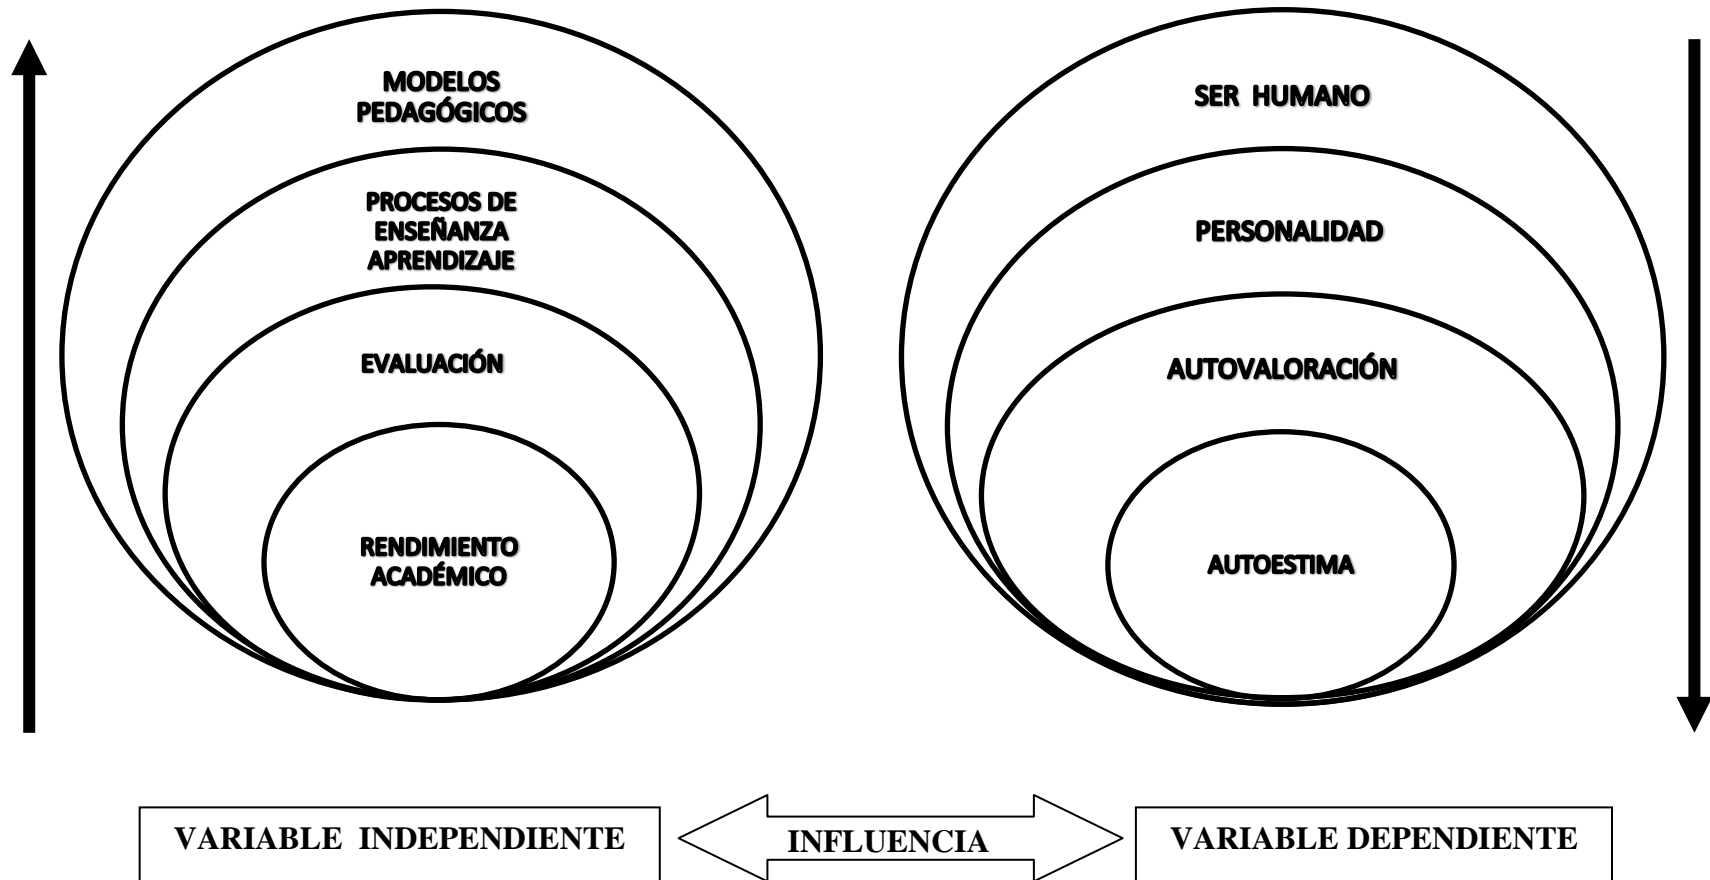 MODELOS
PEDAGÓGICOS
PROCESOS DE
ENSEÑANZA
APRENDIZAJE
EVALUACIÓN
RENDIMIENTO
ACADÉMICO
SER HUMANO
PERSONALIDAD
AUTOVALORACIÓN
AUTOESTIMA
VARIABLE INDEPENDIENTE
INFLUENCIA
VARIABLE DEPENDIENTE